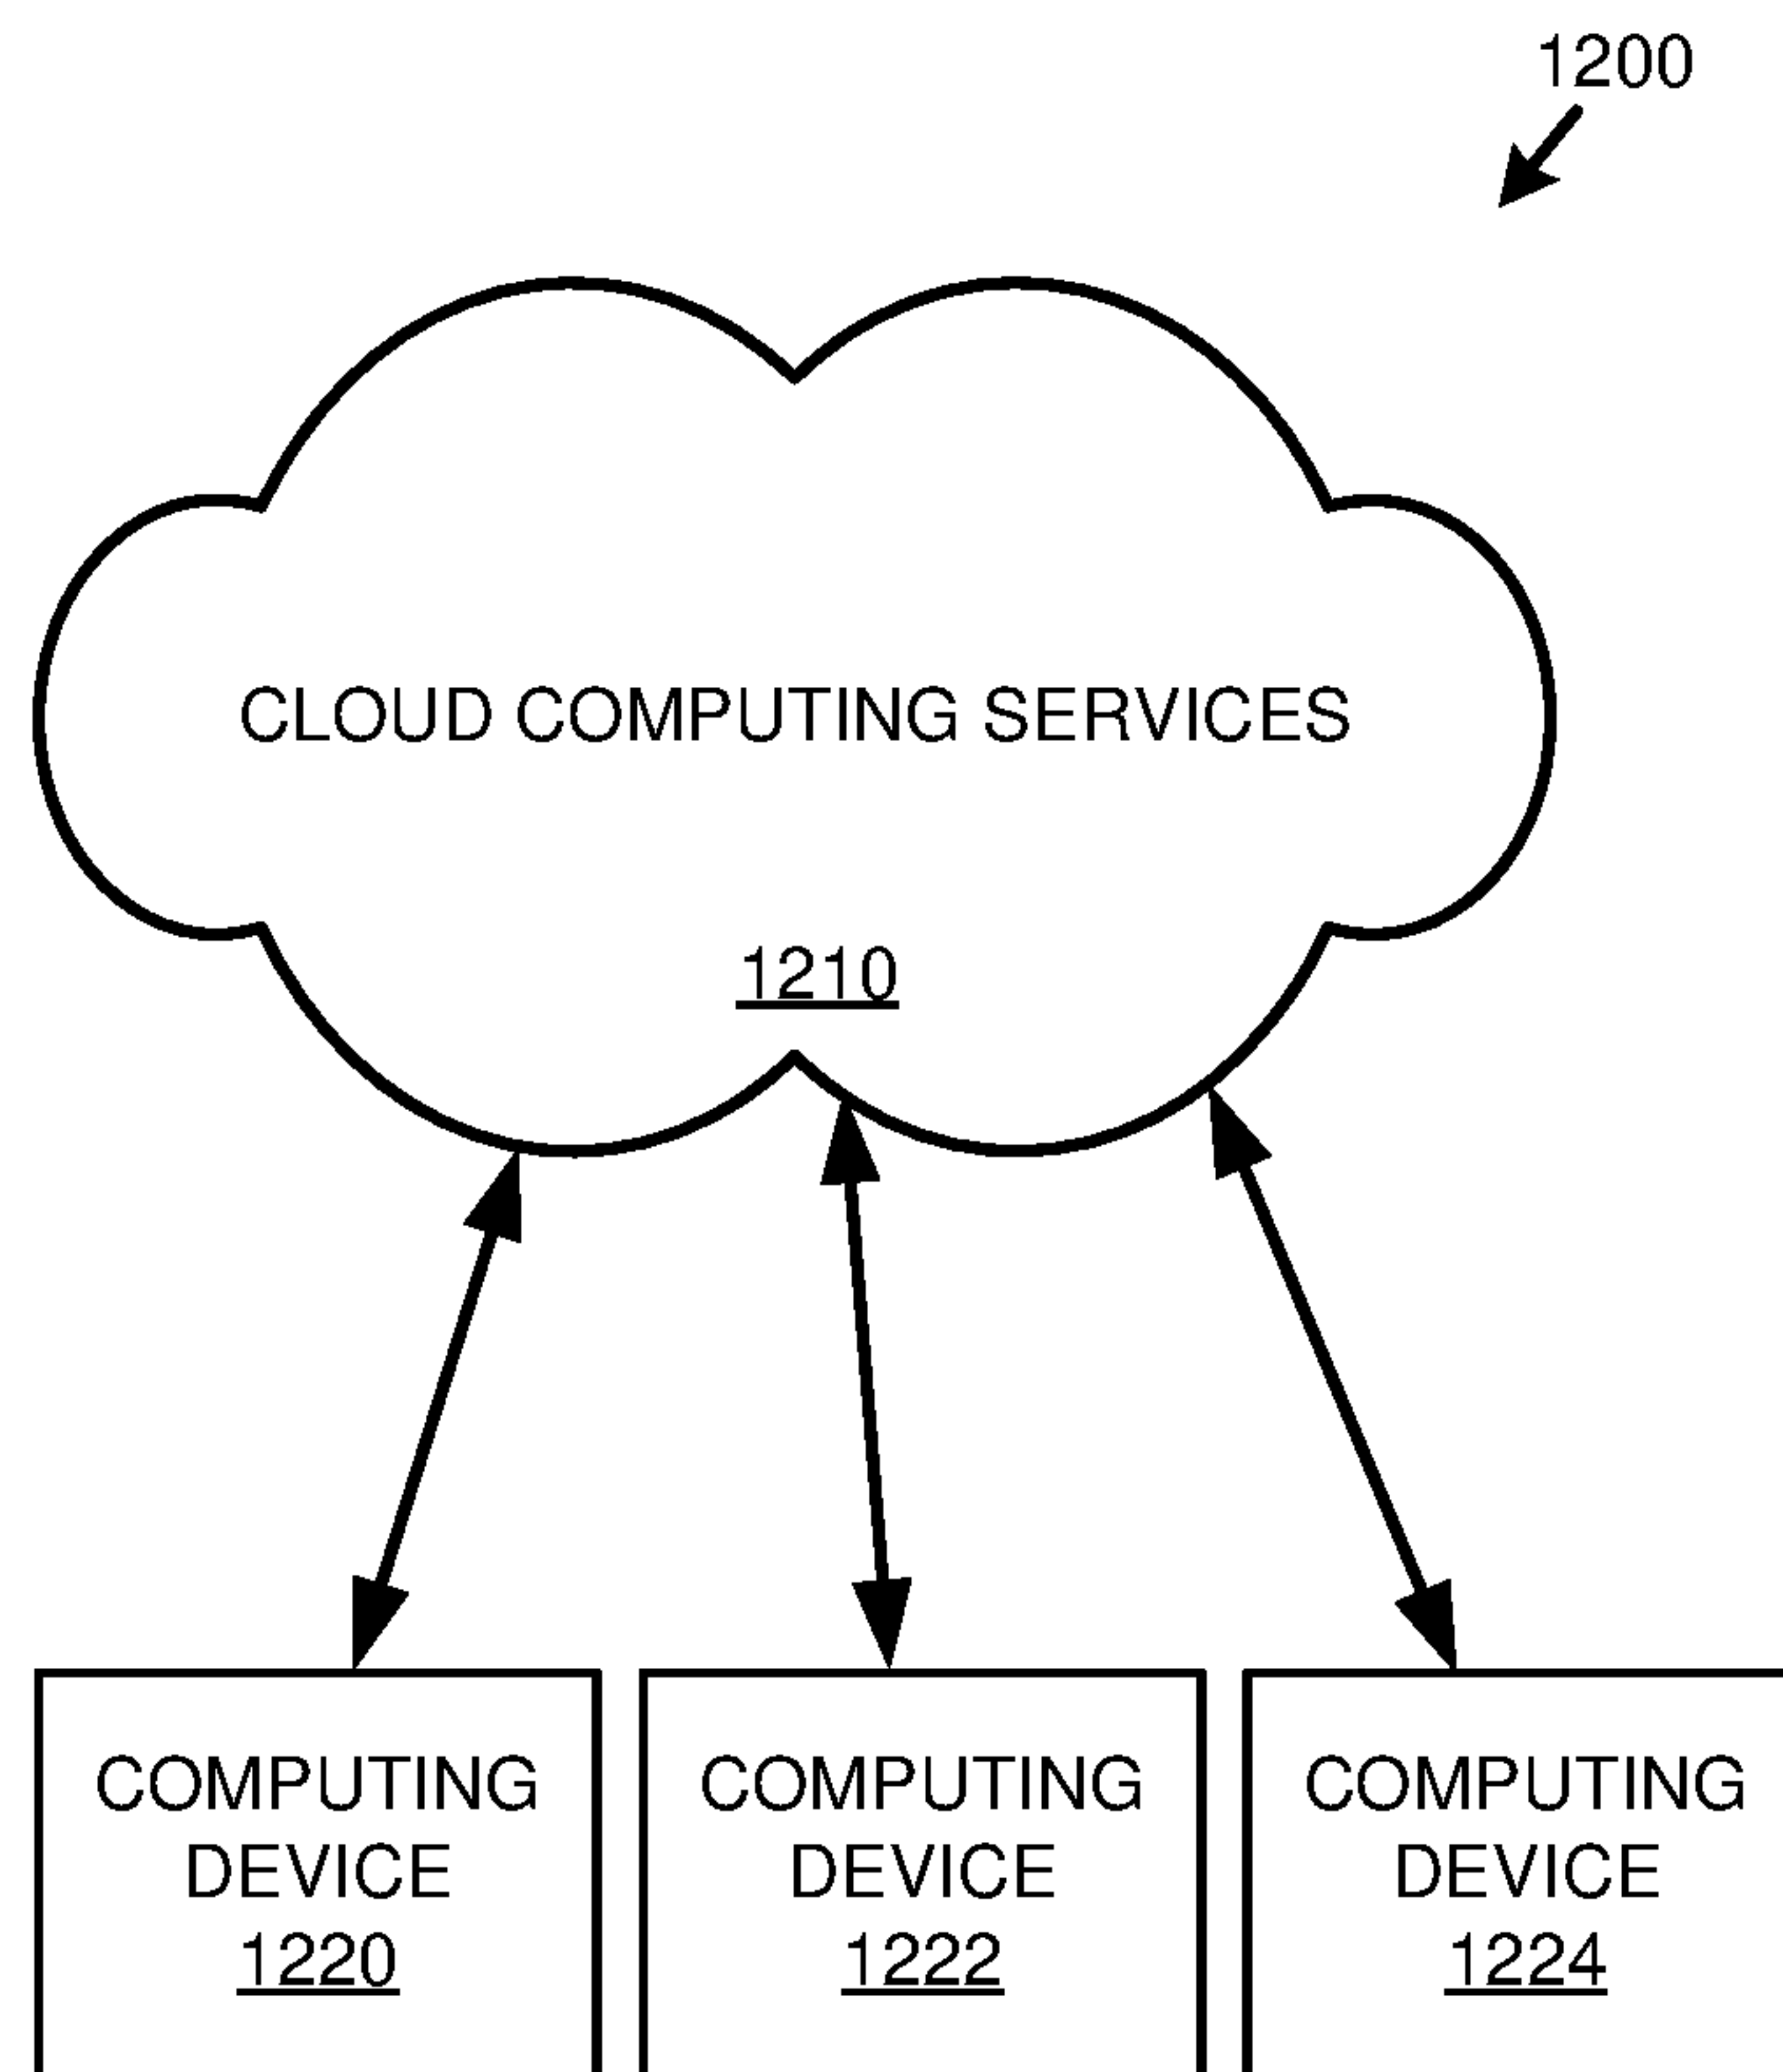 1200
CLOUD COMPUTING SERVICES
1210
COMPUTING
DEVICE
1220
COMPUTING
DEVICE
1222
COMPUTING
DEVICE
1224